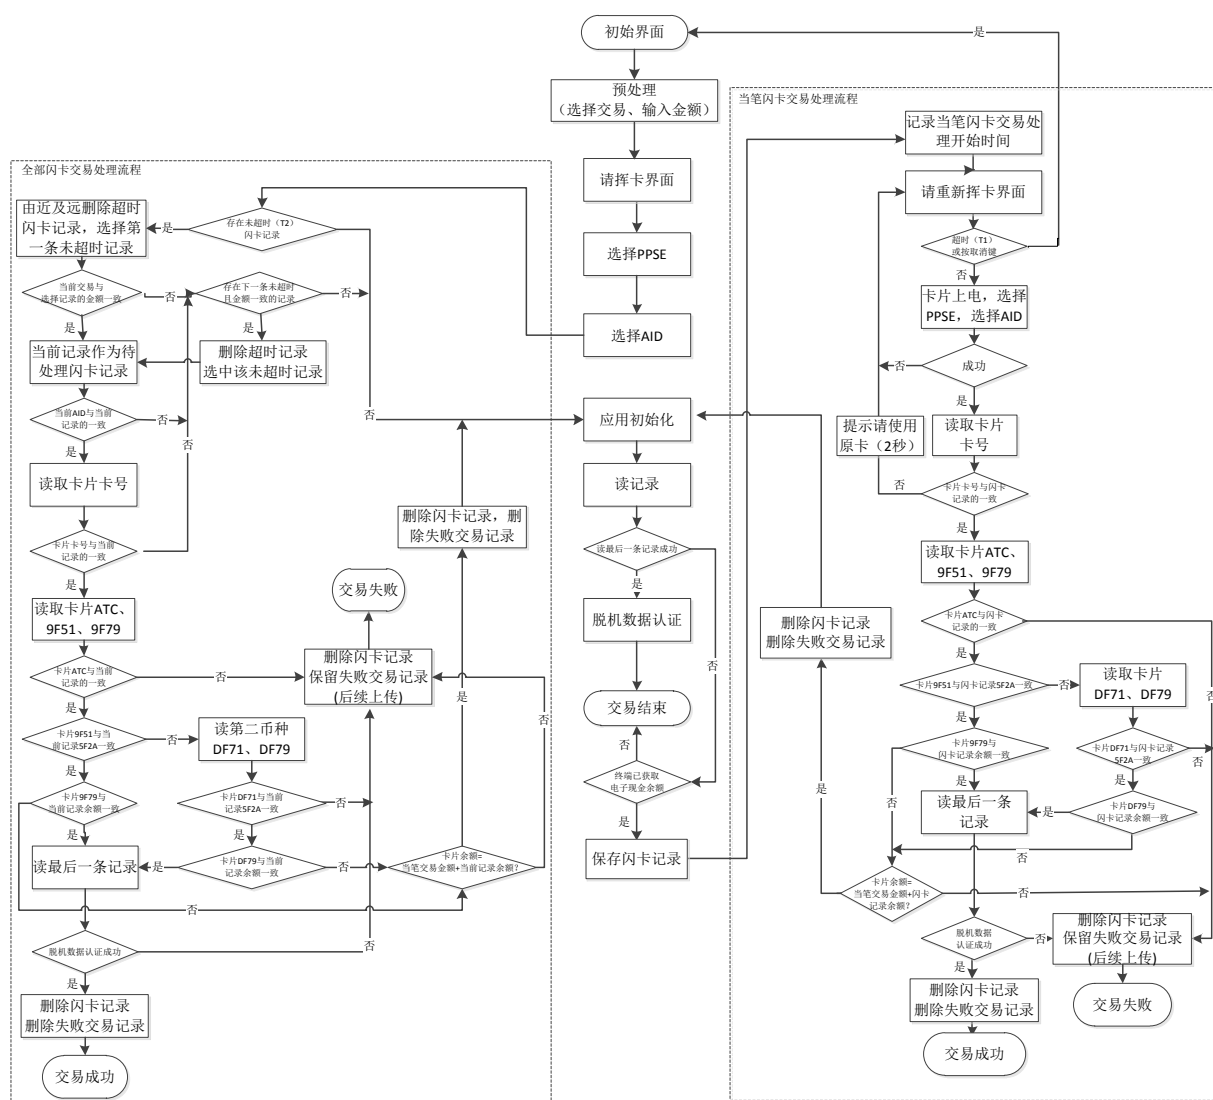 初始界面
是
预处理
（选择交易、输入金额）
请挥卡界面
选择PPSE
选择AID
应用初始化
读记录
读最后一条记录成功
是
否
脱机数据认证
交易结束
否
终端已获取
电子现金余额
是
保存闪卡记录
全部闪卡交易处理流程
存在未超时（T2）
闪卡记录
是
由近及远删除超时
闪卡记录，选择第
一条未超时记录
当前交易与
选择记录的金额一致
否
存在下一条未超时
且金额一致的记录
否
是
是
当前记录作为待
处理闪卡记录
删除超时记录
选中该未超时记录
当前AID与当前
记录的一致
否
否
否
是
读取卡片卡号
卡片卡号与当前
记录的一致
是
删除闪卡记录，删
除失败交易记录
交易失败
读取卡片ATC、
9F51、9F79
卡片ATC与当前
记录的一致
否
删除闪卡记录
保留失败交易记录
(后续上传)
是
是
否
卡片9F51与当
前记录5F2A一致
否
读第二币种
DF71、DF79
是
卡片9F79与
当前记录余额一致
卡片DF71与当前
记录5F2A一致
否
是
是
读最后一条记录
是
卡片DF79与当前
记录余额一致
否
卡片余额=
当笔交易金额+当前记录余额?
否
脱机数据认证成功
否
是
删除闪卡记录
删除失败交易记录
交易成功
当笔闪卡交易处理流程
记录当笔闪卡交易处
理开始时间
请重新挥卡界面
超时（T1）
或按取消键
否
卡片上电，选择
PPSE，选择AID
成功
否
是
提示请使用
原卡（2秒）
读取卡片
卡号
否
卡片卡号与闪卡
记录的一致
是
读取卡片ATC、
9F51、9F79
删除闪卡记录
删除失败交易记录
卡片ATC与闪卡
记录的一致
是
卡片9F51与闪卡记录5F2A一致
否
读取卡片
DF71、DF79
否
是
卡片9F79与
闪卡记录余额一致
卡片DF71与闪卡记录
5F2A一致
否
是
是
是
否
读最后一条
记录
是
卡片DF79与
闪卡记录余额一致
否
卡片余额=
当笔交易金额+闪卡
记录余额?
否
脱机数据
认证成功
否
删除闪卡记录
保留失败交易记录
(后续上传)
是
删除闪卡记录
删除失败交易记录
交易失败
交易成功